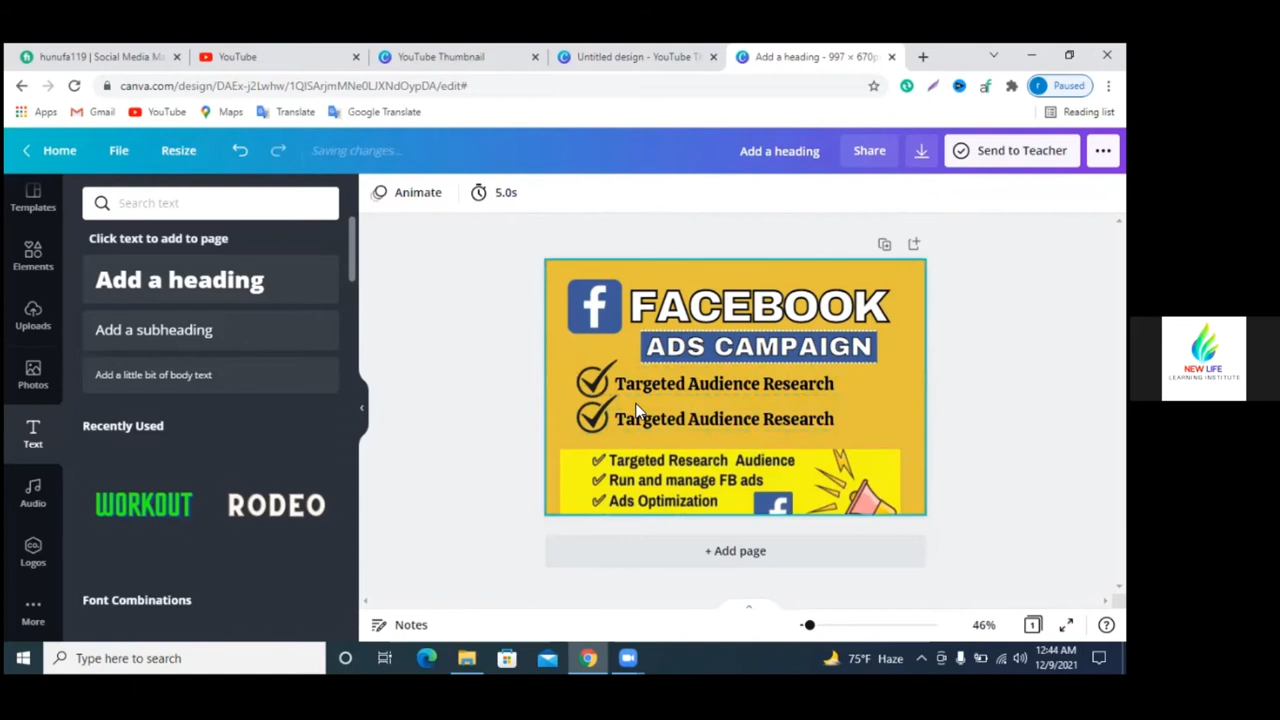 hunufa119 | Social Media Ma
YouTube
YouTube Thumbnail
Untitled design - YouTube Th
Add a heading - 997 × 670p
canva.com/design/DAEx-j2Lwhw/1QISArjmMNe0LJXNdOypDA/edit#
Paused
Apps
Gmail
YouTube
Maps
Translate
Google Translate
Reading list
Home
File
Resize
Saving changes...
Add a heading
Share
Send to Teacher
Templates
Elements
Uploads
Photos
Text
Audio
Logos
More
Search text
Click text to add to page
Add a heading
Add a subheading
Add a little bit of body text
Recently Used
WORKOUT
RODEO
Font Combinations
Animate
5.0s
FACEBOOK
ADS CAMPAIGN
Targeted Audience Research
Targeted Audience Research
Targeted Research Audience
Run and manage FB ads
Ads Optimization
+ Add page
Notes
46%
1
NEW LIFE
LEARNING INSTITUTE
Type here to search
75°F Haze
12:44 AM
12/9/2021